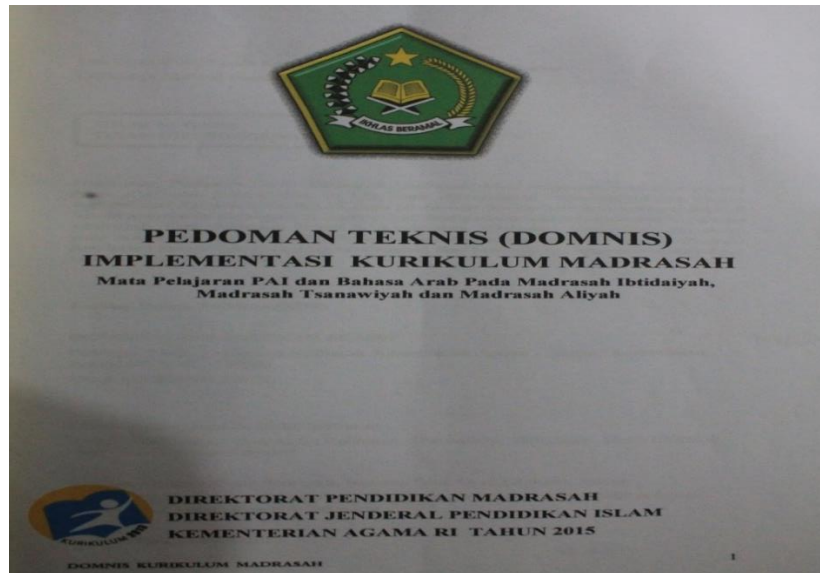 IKHLAS BERAMAL
PEDOMAN TEKNIS (DOMNIS)
IMPLEMENTASI KURIKULUM MADRASAH
Mata Pelajaran PAI dan Bahasa Arab Pada Madrasah Ibtidaiyah,
Madrasah Tsanawiyah dan Madrasah Aliyah
KURIKULUM 2013
DIREKTORAT PENDIDIKAN MADRASAH
DIREKTORAT JENDERAL PENDIDIKAN ISLAM
KEMENTERIAN AGAMA RI TAHUN 2015
DOMNIS KURIKULUM MADRASAH
1